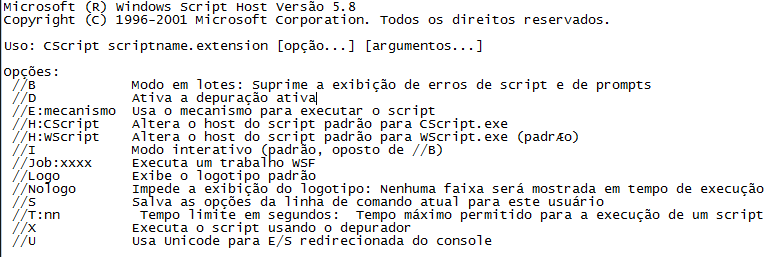 Microsoft (R) Windows Script Host Versão 5.8
Copyright (C) 1996-2001 Microsoft Corporation. Todos os direitos reservados.
Uso: CScript scriptname.extension [opção...] [argumentos...]
Opções:
//B Modo em lotes: Suprime a exibição de erros de script e de prompts
//D Ativa a depuração ativa
//E:mecanismo Usa o mecanismo para executar o script
//H:CScript Altera o host do script padrão para CScript.exe
//H:WScript Altera o host do script padrão para WScript.exe (padrÆo)
//I Modo interativo (padrão, oposto de //B)
//Job:xxxx Executa um trabalho WSF
//Logo Exibe o logotipo padrão
//Nologo Impede a exibição do logotipo: Nenhuma faixa será mostrada em tempo de execução
//S Salva as opções da linha de comando atual para este usuário
//T:nn Tempo limite em segundos: Tempo máximo permitido para a execução de um script
//X Executa o script usando o depurador
//U Usa Unicode para E/S redirecionada do console